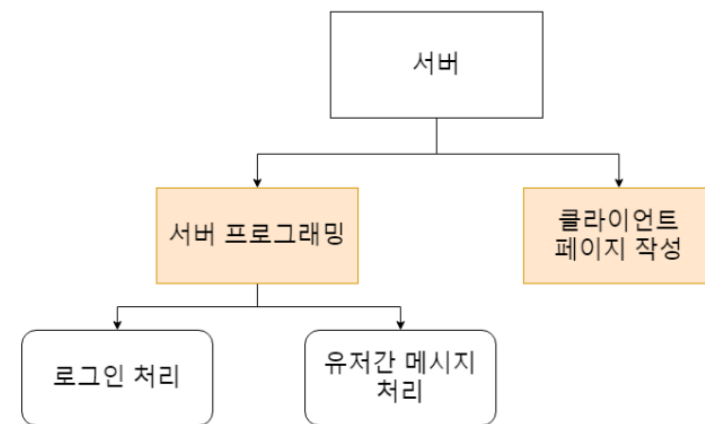 서버
서버 프로그래밍
클라이언트
페이지 작성
로그인 처리
유저간 메시지
처리